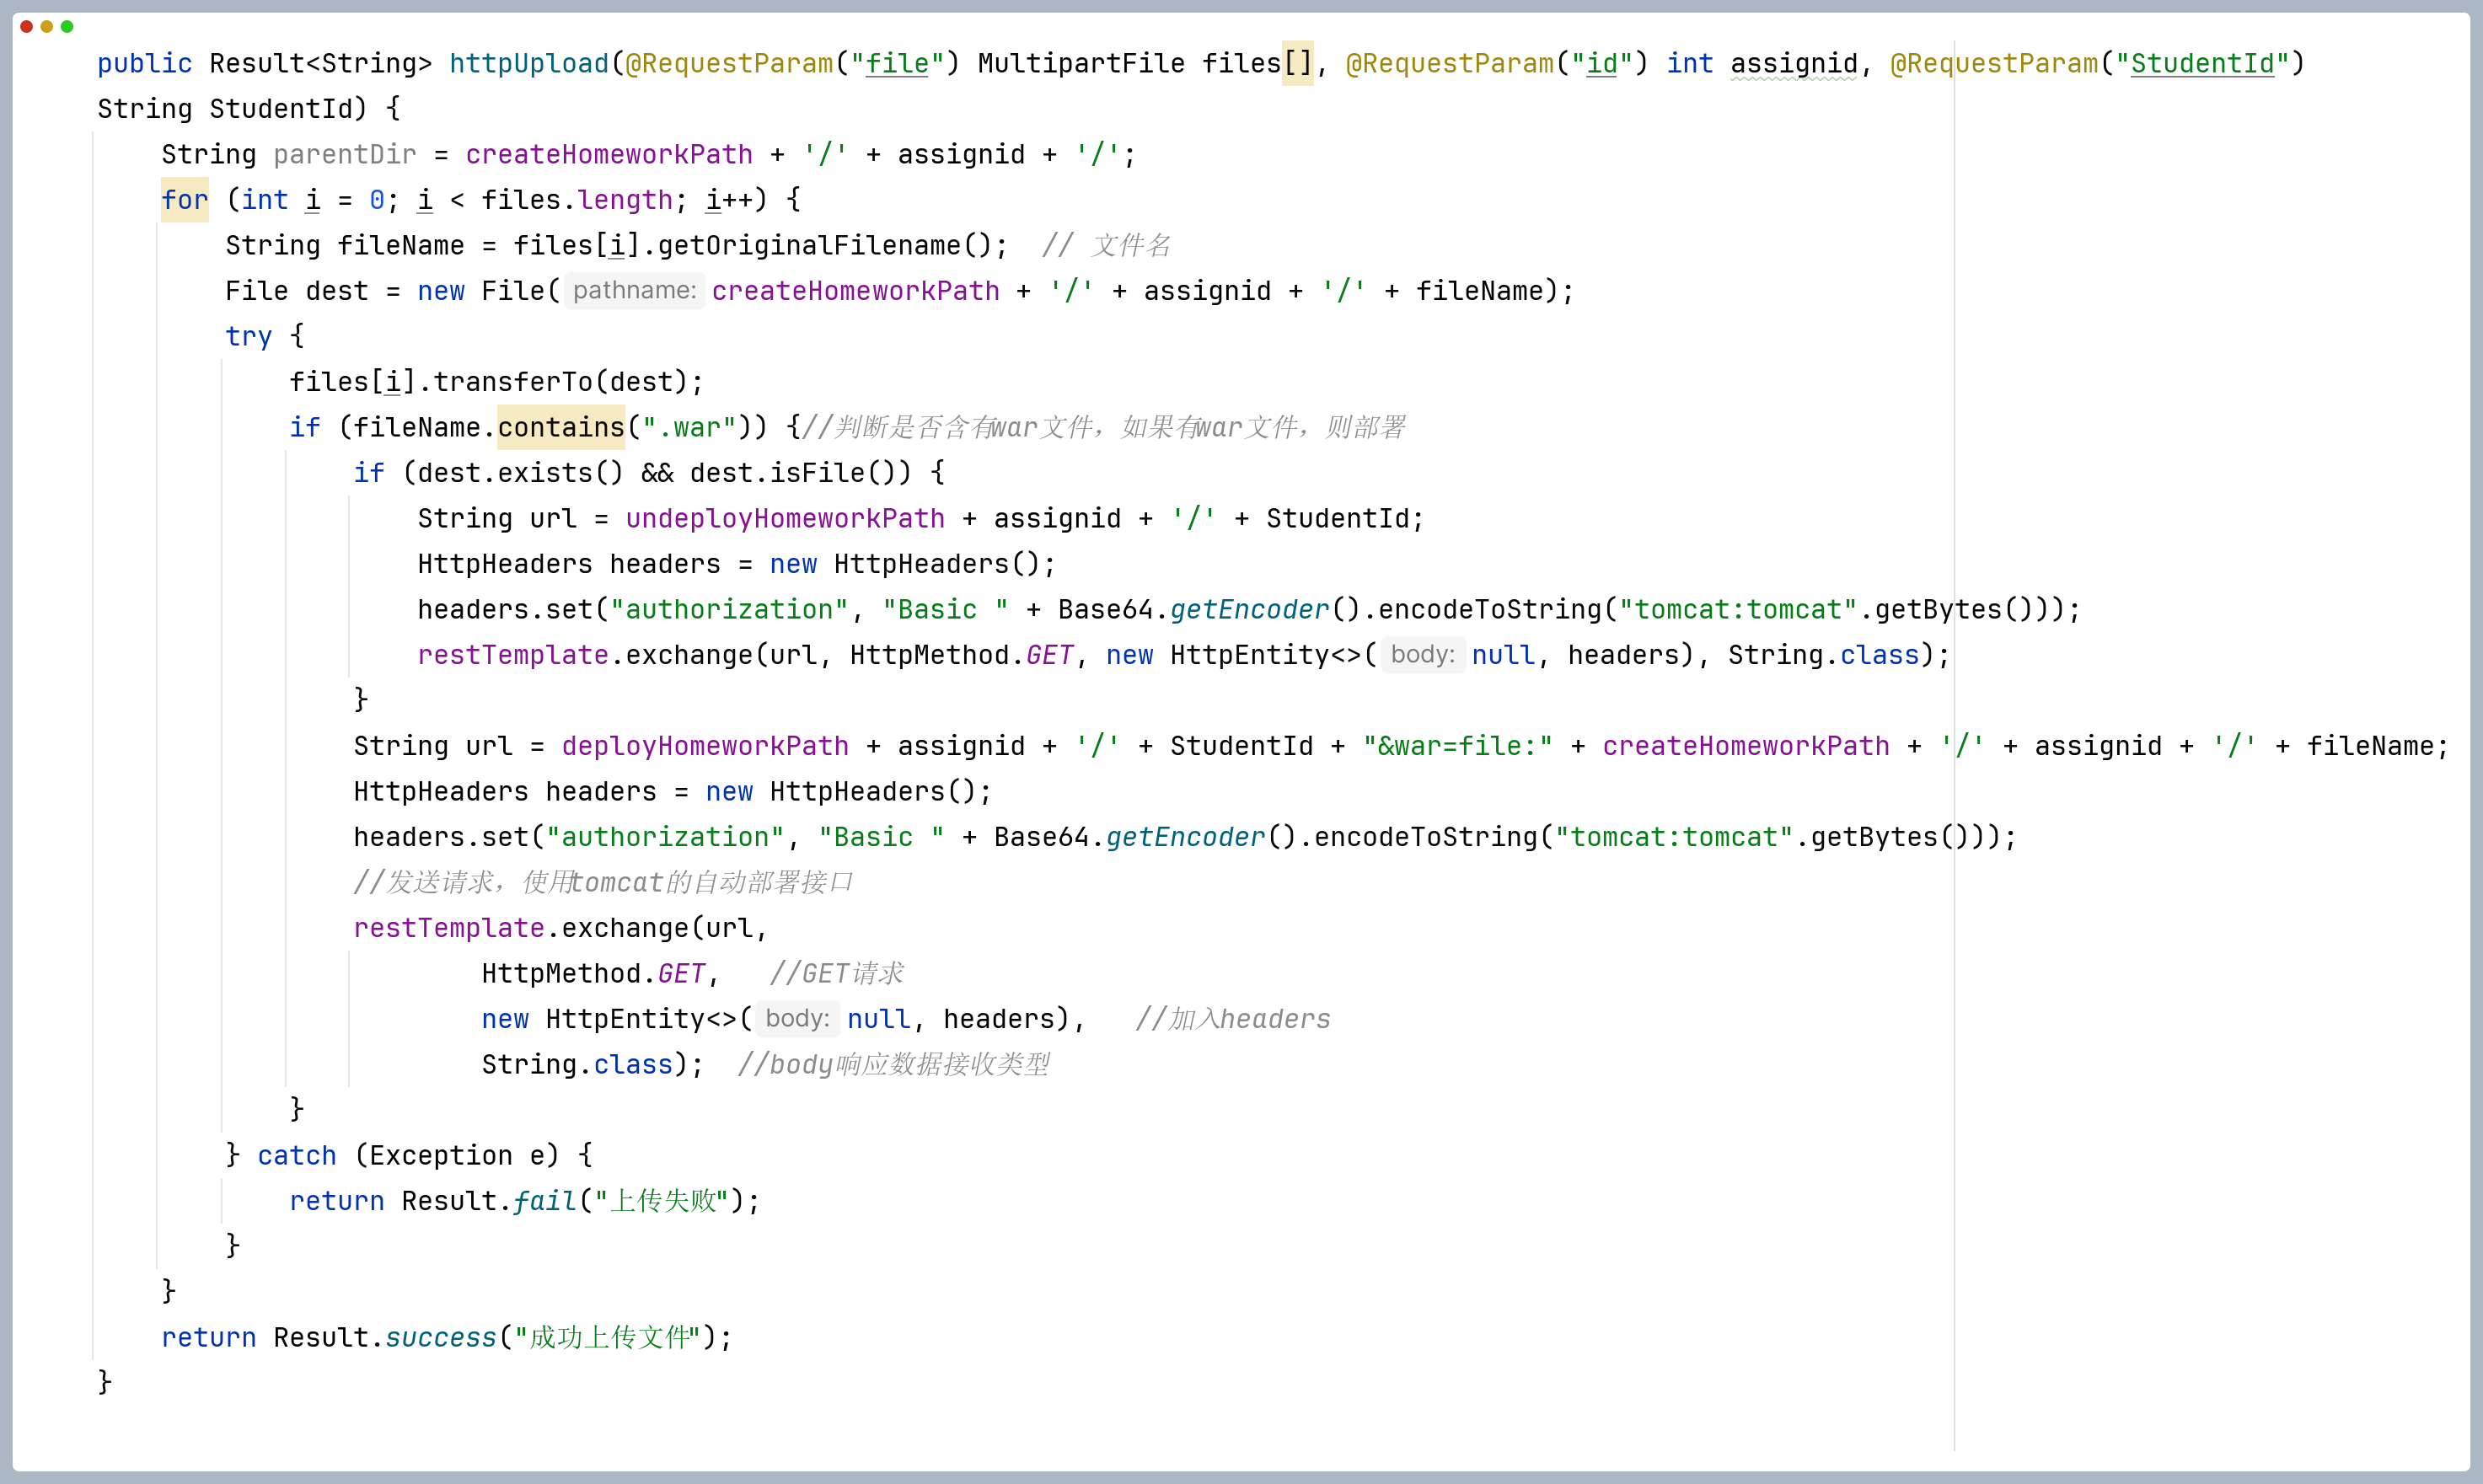 public Result<String> httpUpload(@RequestParam("file") MultipartFile files[], @RequestParam("id") int assignid, @RequestParam("StudentId")
String StudentId) {
    String parentDir = createHomeworkPath + '/' + assignid + '/';
    for (int i = 0; i < files.length; i++) {
        String fileName = files[i].getOriginalFilename();  // 文件名
        File dest = new File( pathname: createHomeworkPath + '/' + assignid + '/' + fileName);
        try {
            files[i].transferTo(dest);
            if (fileName.contains(".war")) {//判断是否含有war文件，如果有war文件，则部署
                if (dest.exists() && dest.isFile()) {
                    String url = undeployHomeworkPath + assignid + '/' + StudentId;
                    HttpHeaders headers = new HttpHeaders();
                    headers.set("authorization", "Basic " + Base64.getEncoder().encodeToString("tomcat:tomcat".getBytes()));
                    restTemplate.exchange(url, HttpMethod.GET, new HttpEntity<>( body: null, headers), String.class);
                }
                String url = deployHomeworkPath + assignid + '/' + StudentId + "&war=file:" + createHomeworkPath + '/' + assignid + '/' + fileName;
                HttpHeaders headers = new HttpHeaders();
                headers.set("authorization", "Basic " + Base64.getEncoder().encodeToString("tomcat:tomcat".getBytes()));
                //发送请求，使用tomcat的自动部署接口
                restTemplate.exchange(url,
                        HttpMethod.GET,   //GET请求
                        new HttpEntity<>( body: null, headers),   //加入headers
                        String.class);  //body响应数据接收类型
            }
        } catch (Exception e) {
            return Result.fail("上传失败");
        }
    }
    return Result.success("成功上传文件");
}